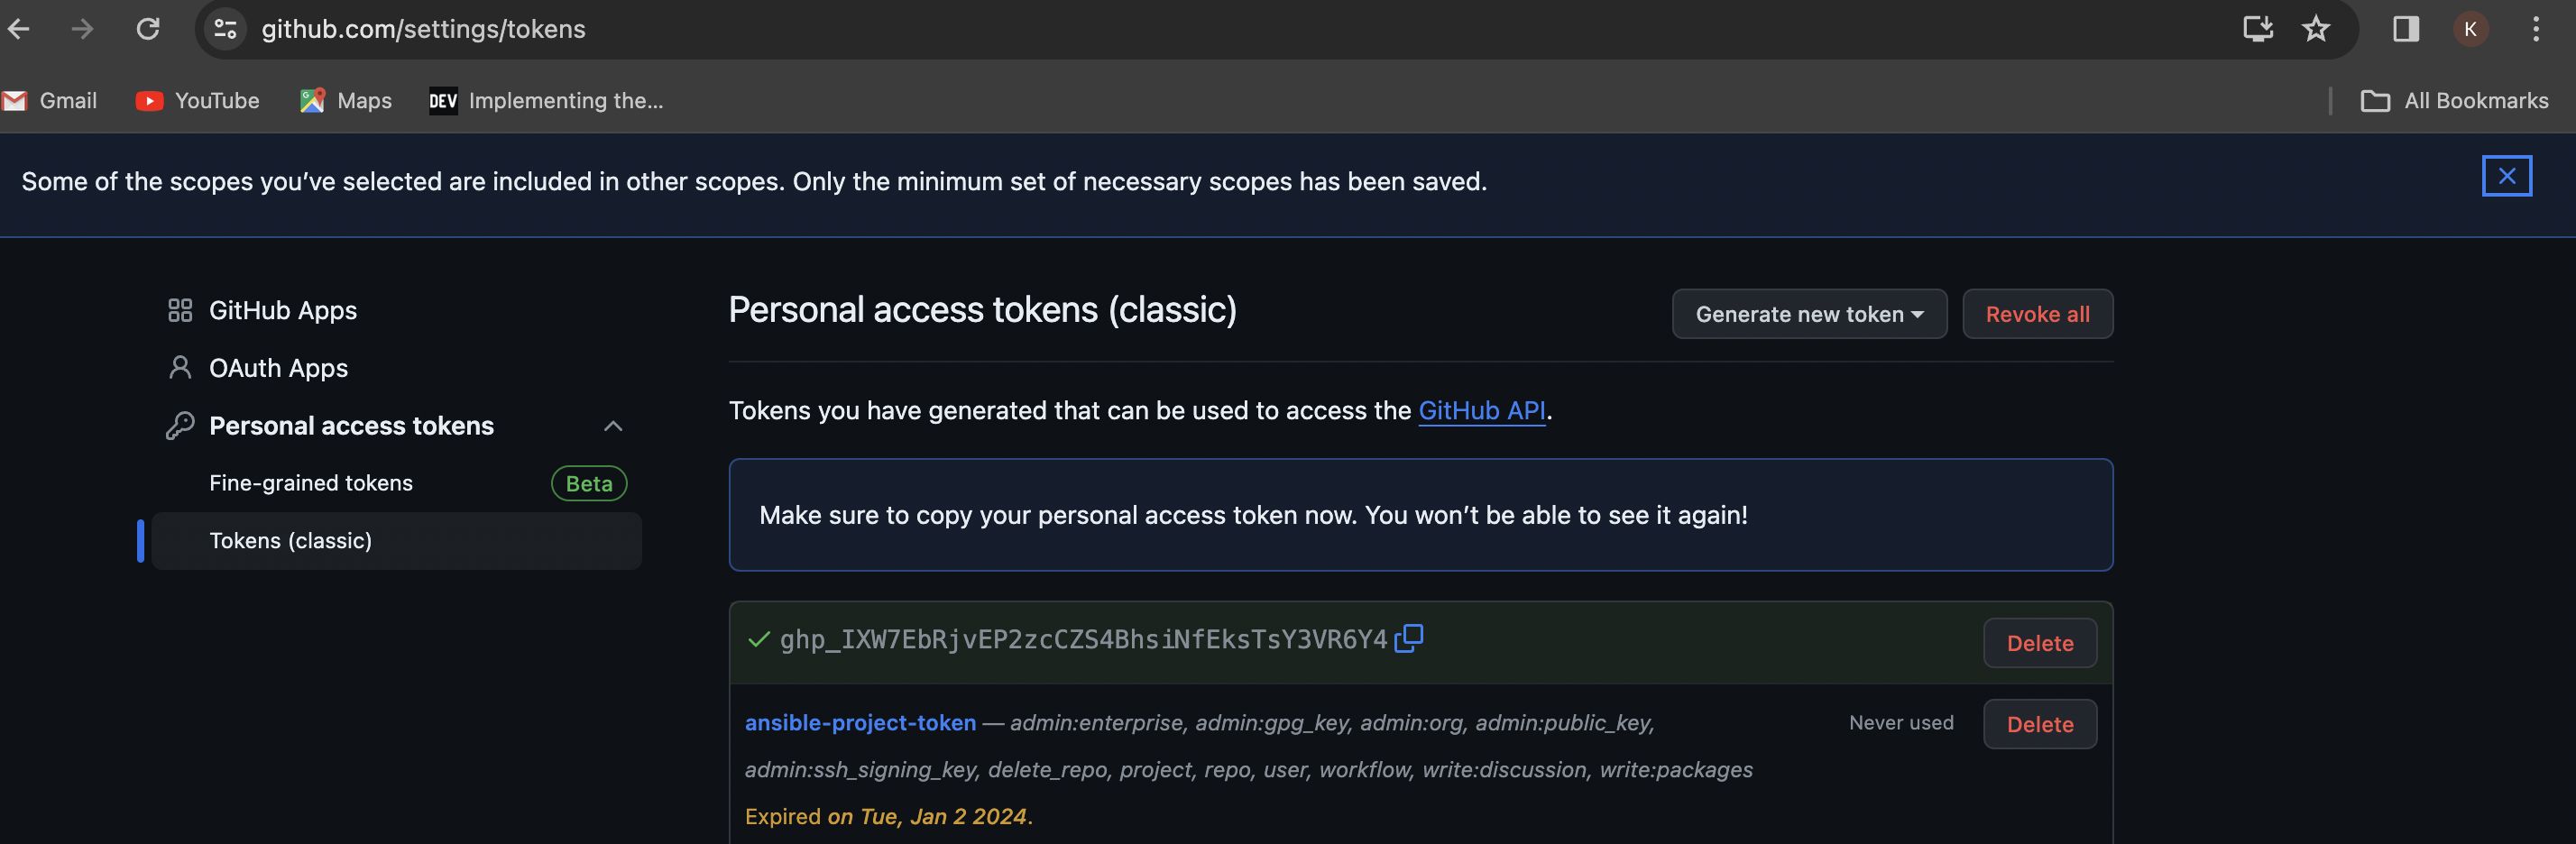 github.com/settings/tokens
K
Gmail
YouTube
Maps
DEV Implementing the...
All Bookmarks
Some of the scopes you’ve selected are included in other scopes. Only the minimum set of necessary scopes has been saved.
GitHub Apps
OAuth Apps
Personal access tokens
Fine-grained tokens
Beta
Tokens (classic)
Personal access tokens (classic)
Generate new token
Revoke all
Tokens you have generated that can be used to access the GitHub API.
Make sure to copy your personal access token now. You won’t be able to see it again!
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
Delete
ansible-project-token — admin:enterprise, admin:gpg_key, admin:org, admin:public_key,
admin:ssh_signing_key, delete_repo, project, repo, user, workflow, write:discussion, write:packages
Never used
Delete
Expired on Tue, Jan 2 2024.